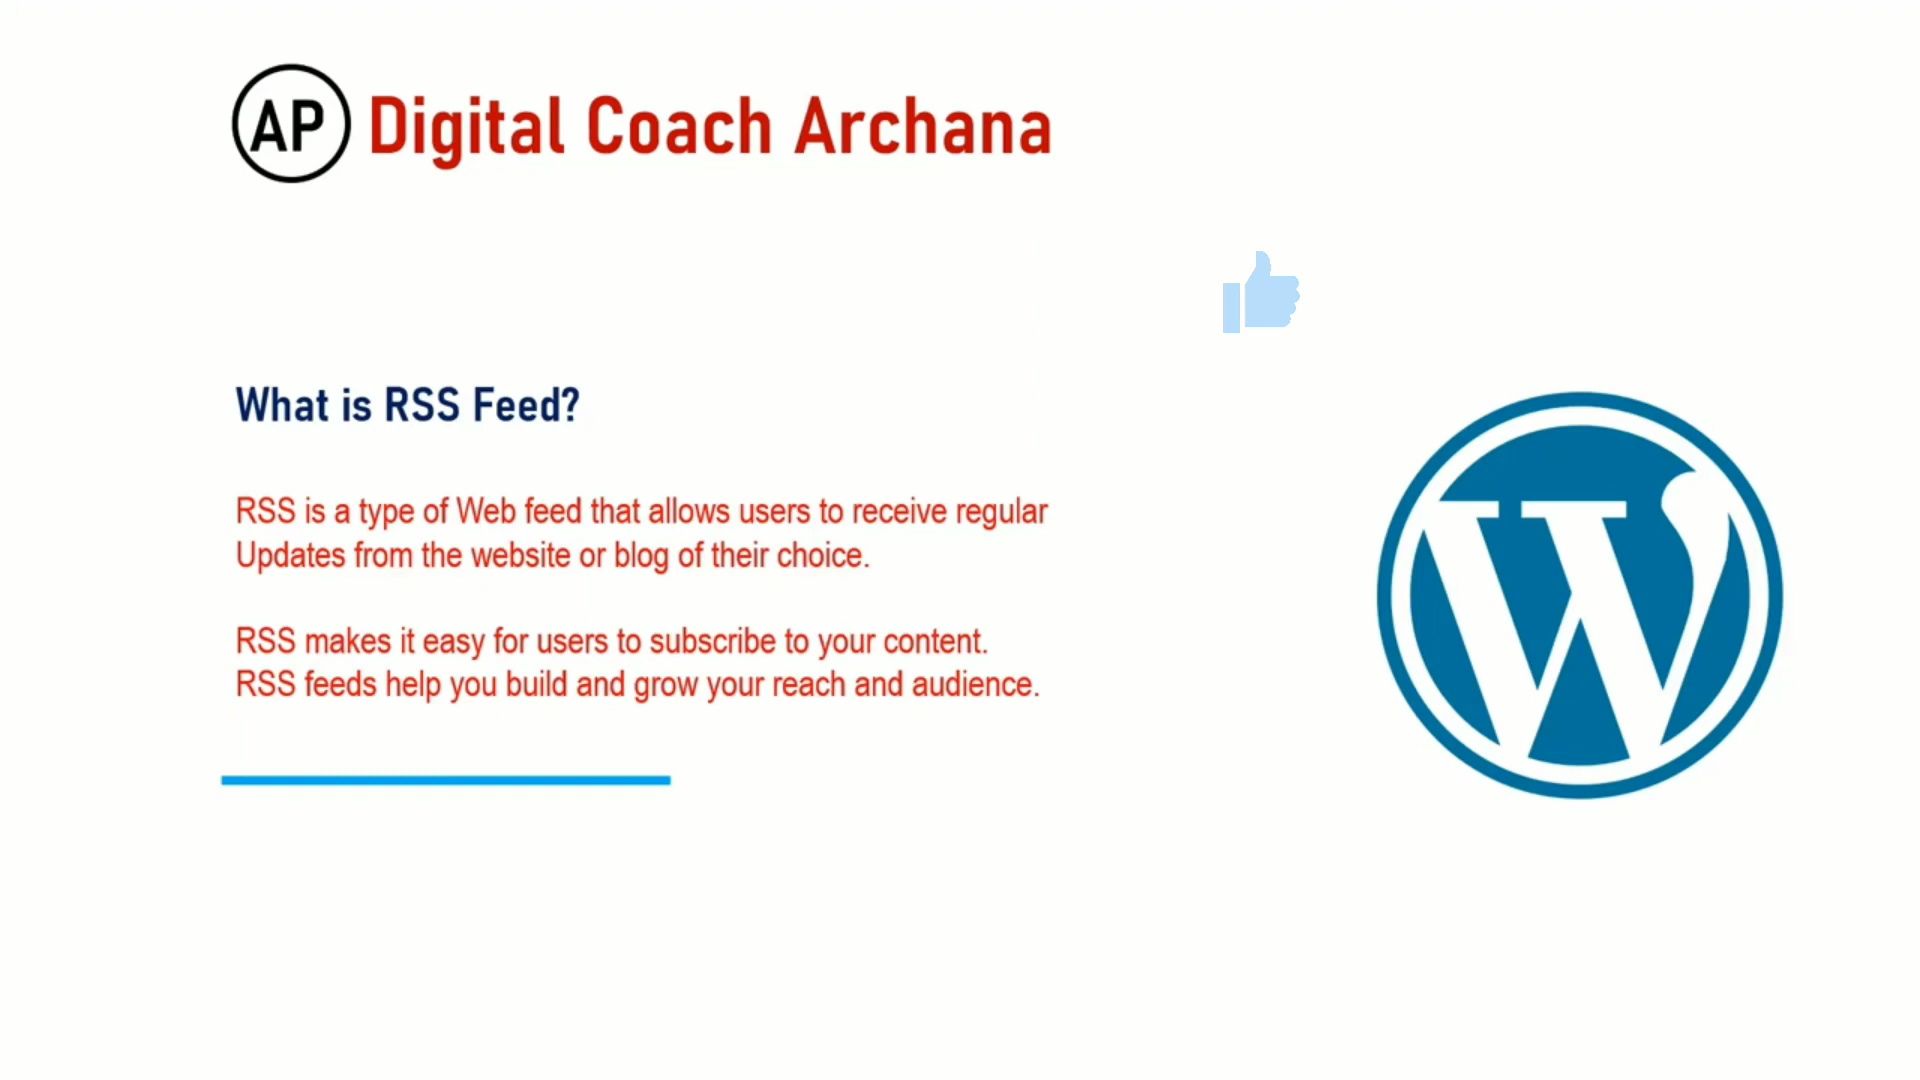 AP Digital Coach Archana
What is RSS Feed?
RSS is a type of Web feed that allows users to receive regular
Updates from the website or blog of their choice.
RSS makes it easy for users to subscribe to your content.
RSS feeds help you build and grow your reach and audience.